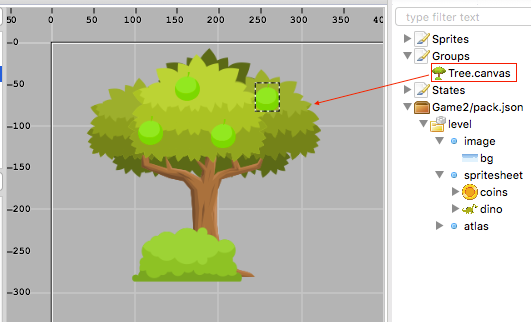 50
0
50
100
150
200
250
300
350
40
0
50
100
150
200
250
300
type filter text
Sprites
Groups
Tree.canvas
States
Game2/pack.json
level
image
bg
spritesheet
coins
dino
atlas